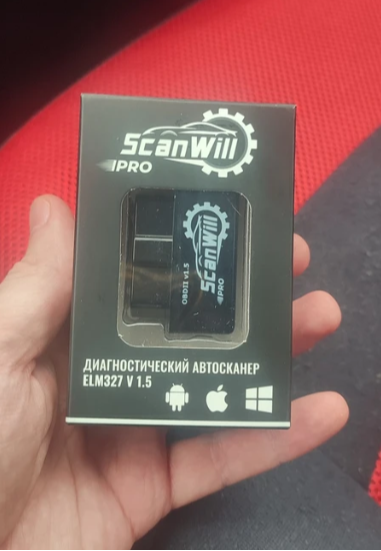 ScanWill
PRO
ScanWill
PRO
OBDII v1.5
ДИАГНОСТИЧЕСКИЙ АВТОСКАНЕР
ELM327 V 1.5